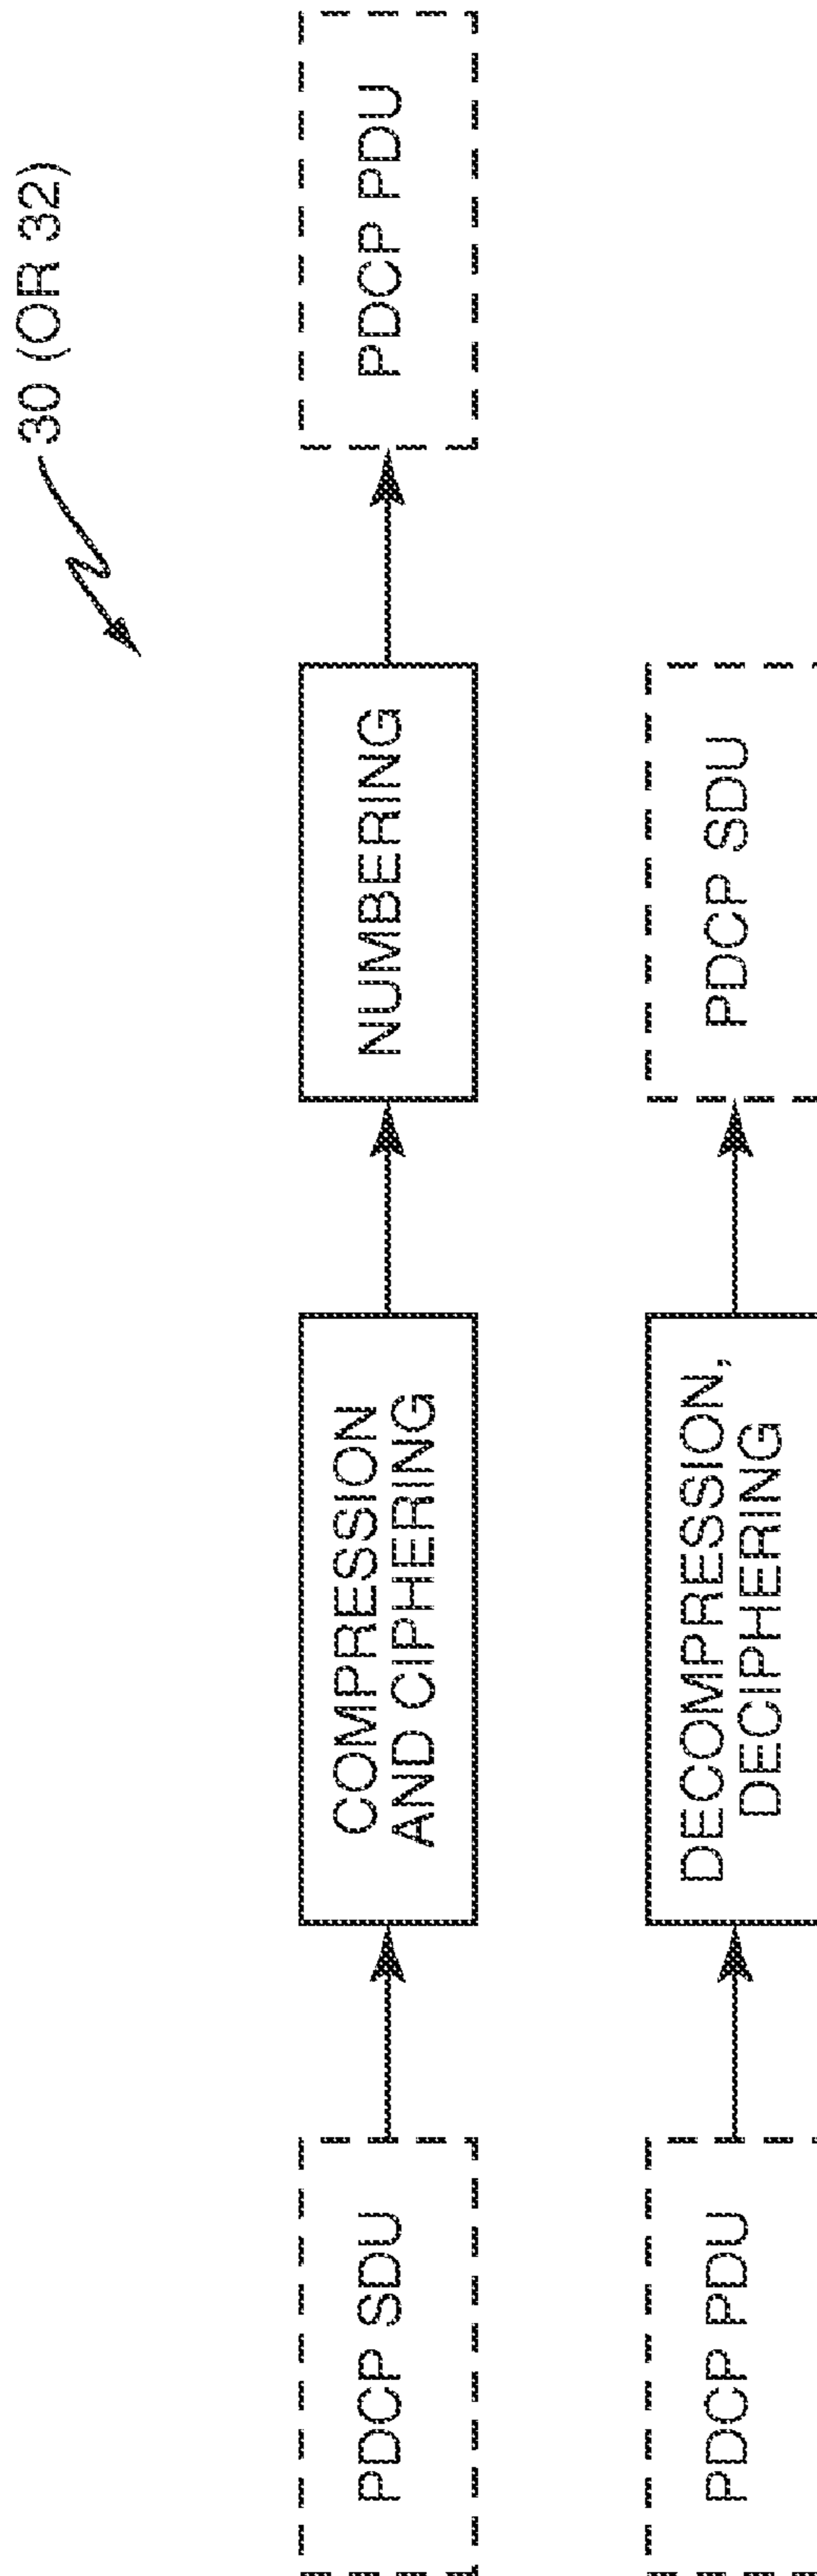 30 (OR 32)
PDCP SDU
COMPRESSION
AND CIPHERING
NUMBERING
PDCP PDU
PDCP PDU
DECOMPRESSION,
DECIPHERING
PDCP SDU